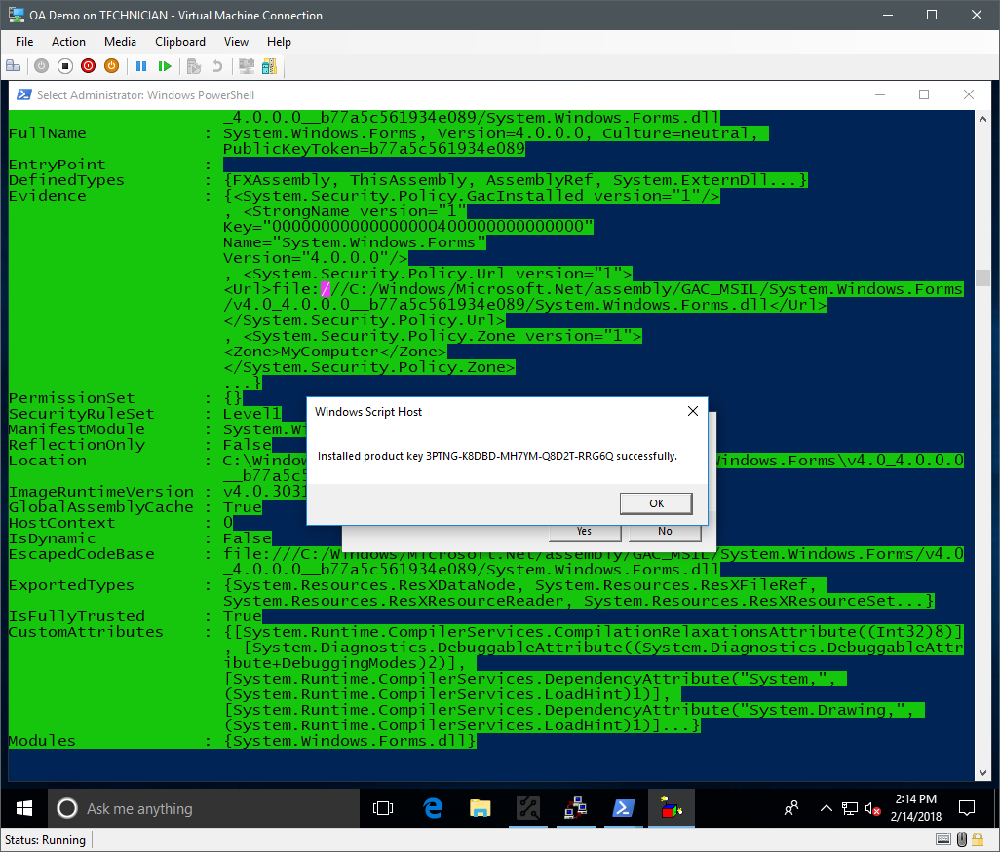 OA Demo on TECHNICIAN - Virtual Machine Connection
File Action Media Clipboard View Help
Select Administrator: Windows PowerShell
_4.0.0.0__b77a5c561934e089/System.Windows.Forms.dll
FullName : System.Windows.Forms, Version=4.0.0.0, Culture=neutral,
PublicKeyToken=b77a5c561934e089
EntryPoint :
DefinedTypes : {FXAssembly, ThisAssembly, AssemblyRef, System.ExternDll...}
Evidence : {<System.Security.Policy.GacInstalled version="1"/>
, <StrongName version="1"
Key="00000000000000000400000000000000"
Name="System.Windows.Forms"
Version="4.0.0.0"/>
, <System.Security.Policy.Url version="1">
<Url>file:///C:/Windows/Microsoft.Net/assembly/GAC_MSIL/System.Windows.Forms
/v4.0_4.0.0.0__b77a5c561934e089/System.Windows.Forms.dll</Url>
</System.Security.Policy.Url>
, <System.Security.Policy.Zone version="1">
<Zone>MyComputer</Zone>
</System.Security.Policy.Zone>
...}
PermissionSet : {}
SecurityRuleSet : Level1
ManifestModule : System.Wi
ReflectionOnly : False
Location : C:\Window
indows.Forms\v4.0_4.0.0.0
__b77a5c5
ImageRuntimeVersion : v4.0.3031
GlobalAssemblyCache : True
HostContext : 0
IsDynamic : False
EscapedCodeBase : file:///C:/Windows/Microsoft.Net/assembly/GAC_MSIL/System.Windows.Forms/v4.0
_4.0.0.0__b77a5c561934e089/System.Windows.Forms.dll
ExportedTypes : {System.Resources.ResXDataNode, System.Resources.ResXFileRef,
System.Resources.ResXResourceReader, System.Resources.ResXResourceSet...}
IsFullyTrusted : True
CustomAttributes : {[System.Runtime.CompilerServices.CompilationRelaxationsAttribute((Int32)8)]
, [System.Diagnostics.DebuggableAttribute((System.Diagnostics.DebuggableAttr
ibute+DebuggingModes)2)],
[System.Runtime.CompilerServices.DependencyAttribute("System,",
(System.Runtime.CompilerServices.LoadHint)1)],
[System.Runtime.CompilerServices.DependencyAttribute("System.Drawing,",
(System.Runtime.CompilerServices.LoadHint)1)]...}
Modules : {System.Windows.Forms.dll}
Windows Script Host
Installed product key 3PTNG-K8DBD-MH7YM-Q8D2T-RRG6Q successfully.
OK
Yes No
Ask me anything
2:14 PM
2/14/2018
Status: Running